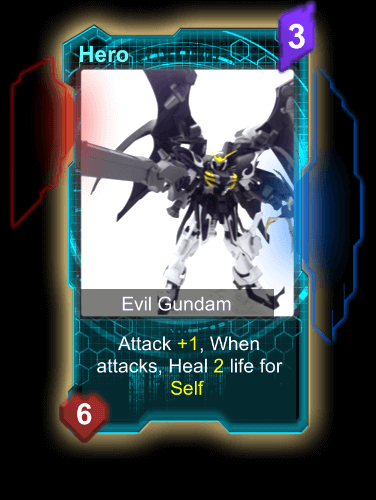 Hero
3
Evil Gundam
Attack +1, When
attacks, Heal 2 life for
Self
6